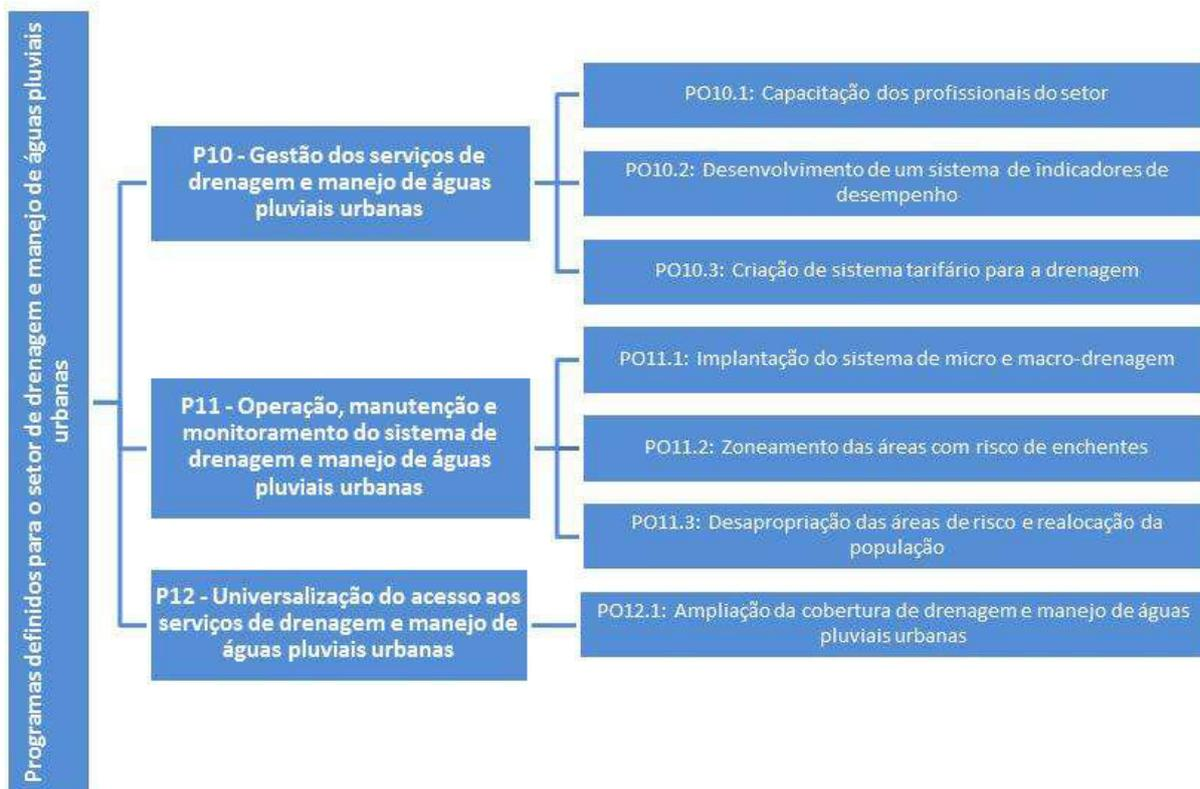 Programas definidos para o setor de drenagem e manejo de águas pluviais
urbanas
P10 - Gestão dos serviços de
drenagem e manejo de águas
pluviais urbanas
PO10.1: Capacitação dos profissionais do setor
PO10.2: Desenvolvimento de um sistema de indicadores de
desempenho
PO10.3: Criação de sistema tarifário para a drenagem
P11 - Operação, manutenção e
monitoramento do sistema de
drenagem e manejo de águas
pluviais urbanas
PO11.1: Implantação do sistema de micro e macro-drenagem
PO11.2: Zoneamento das áreas com risco de enchentes
PO11.3: Desapropriação das áreas de risco e realocação da
população
P12 - Universalização do acesso aos
serviços de drenagem e manejo de
águas pluviais urbanas
PO12.1: Ampliação da cobertura de drenagem e manejo de águas
pluviais urbanas